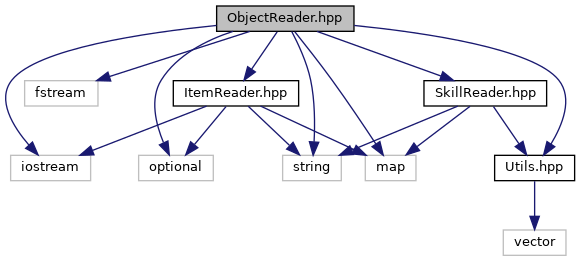 ObjectReader.hpp
fstream
ItemReader.hpp
SkillReader.hpp
iostream
optional
string
map
Utils.hpp
vector